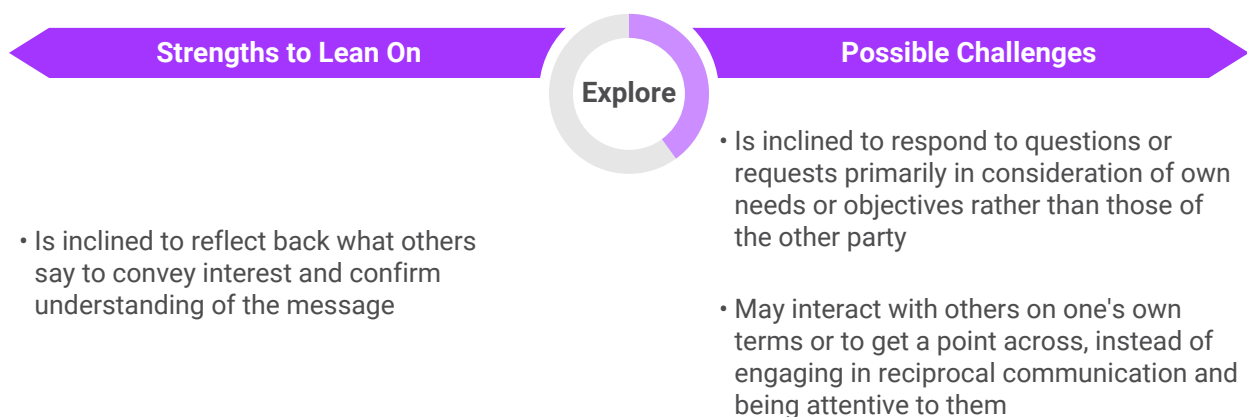 Strengths to Lean On
Explore
Possible Challenges
• Is inclined to reflect back what others
say to convey interest and confirm
understanding of the message
• Is inclined to respond to questions or
requests primarily in consideration of own
needs or objectives rather than those of
the other party
• May interact with others on one's own
terms or to get a point across, instead of
engaging in reciprocal communication and
being attentive to them